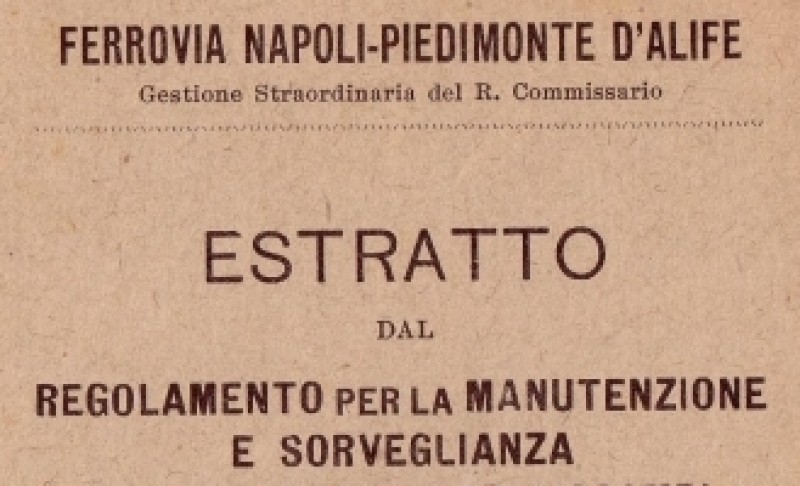 FERROVIA NAPOLI-PIEDIMONTE D'ALIFE
Gestione Straordinaria del R. Commissario
ESTRATTO
DAL
REGOLAMENTO PER LA MANUTENZIONE
E SORVEGLIANZA